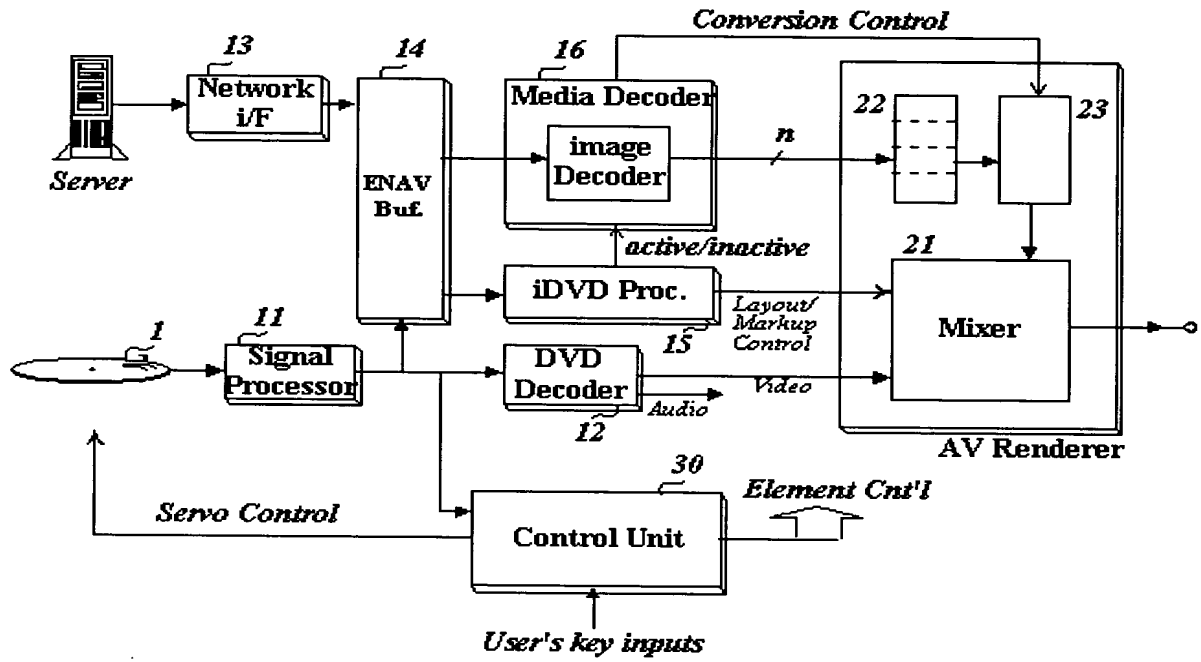 Conversion Control
13
14
16
Network
i/F
Media Decoder
22
23
n
image
Decoder
Server
ENAV
Buf.
active/inactive
21
iDVD Proc.
Layout/
Markup
Control
15
Mixer
1
11
Signal
Processor
DVD
Decoder
Video
Audio
12
AV Renderer
30
Element Cnt'l
Servo Control
Control Unit
User's key inputs